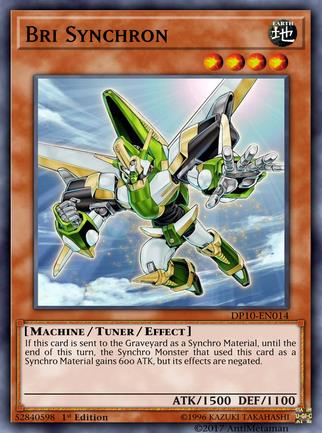 Bri Synchron
EARTH
地
DP10-EN014
[Machine / Tuner / Effect]
If this card is sent to the Graveyard as a Synchro Material, until the
end of this turn, the Synchro Monster that used this card as a
Synchro Material gains 600 ATK, but its effects are negated.
ATK/1500 DEF/1100
52840598 1st Edition ©1996 KAZUKI TAKAHASHI
©2017 AntiMetaman